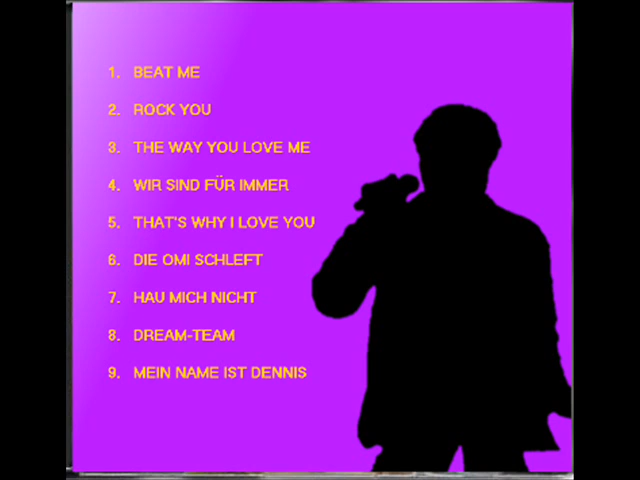 1. BEAT ME
2. ROCK YOU
3. THE WAY YOU LOVE ME
4. WIR SIND FÜR IMMER
5. THAT'S WHY I LOVE YOU
6. DIE OMI SCHLEFT
7. HAU MICH NICHT
8. DREAM-TEAM
9. MEIN NAME IST DENNIS